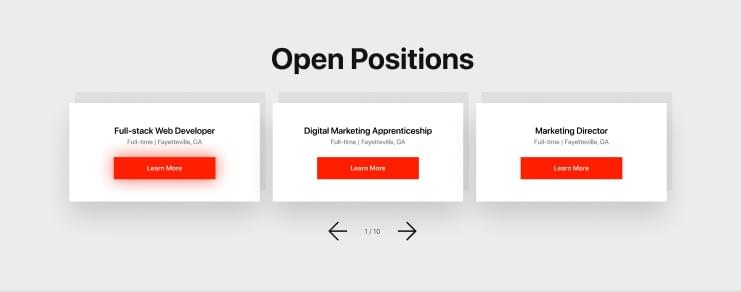 Open Positions
Full-stack Web Developer
Full-time | Fayetteville, GA
Learn More
Digital Marketing Apprenticeship
Full-time | Fayetteville, GA
Learn More
Marketing Director
Full-time | Fayetteville, GA
Learn More
1 / 10